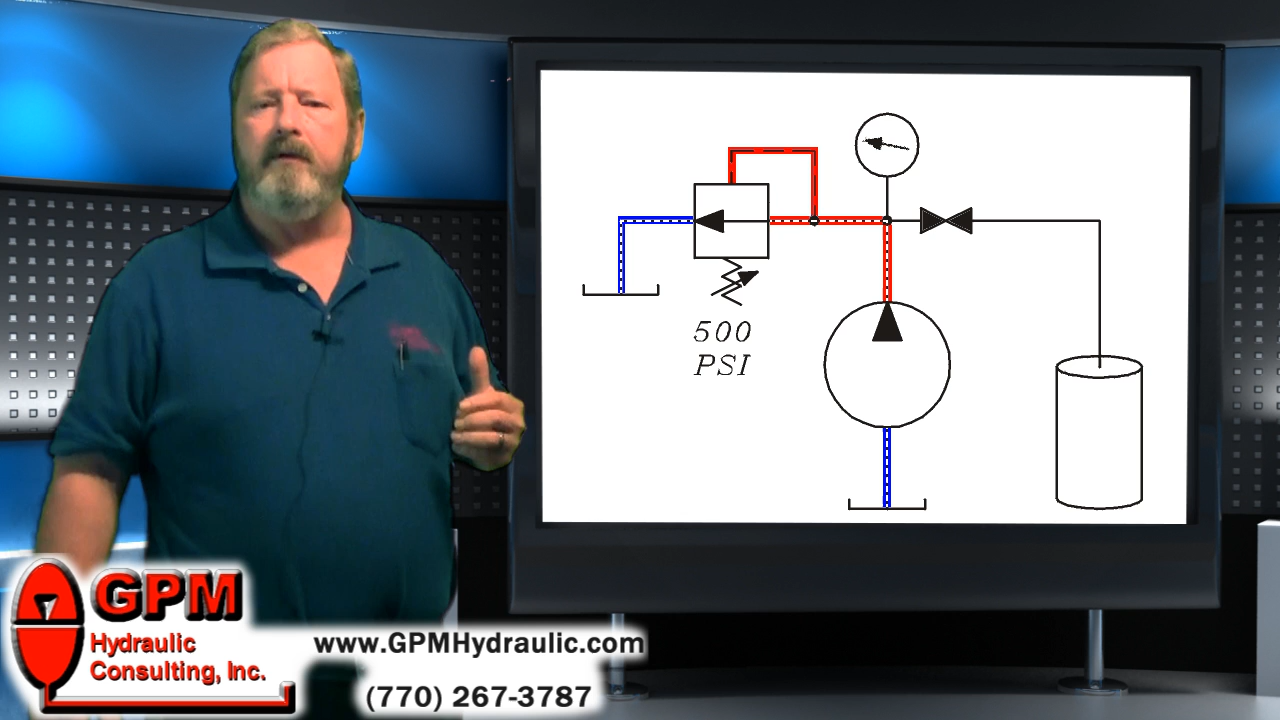 500
PSI
GPM
Hydraulic
Consulting, Inc.
www.GPMHydraulic.com
(770) 267-3787